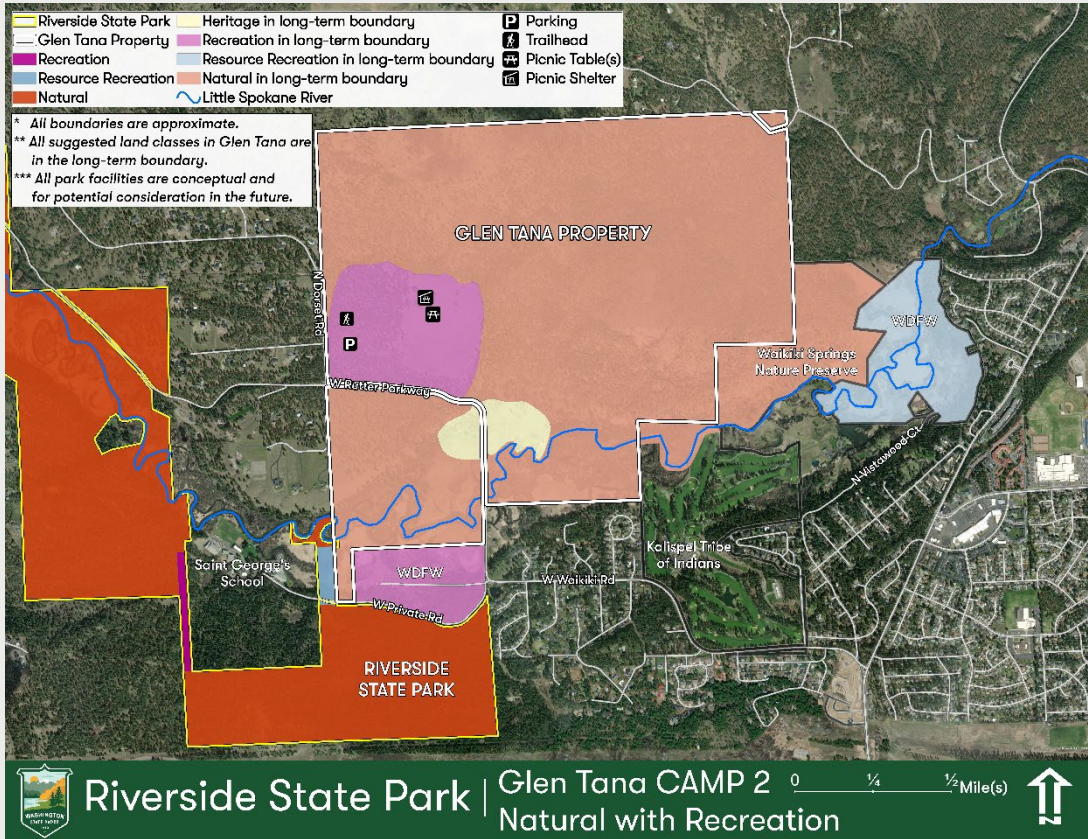 Riverside State Park
Glen Tana Property
Recreation
Resource Recreation
Natural
Heritage in long-term boundary
Recreation in long-term boundary
Resource Recreation in long-term boundary
Natural in long-term boundary
Little Spokane River
P Parking
Trailhead
Picnic Table(s)
Picnic Shelter
* All boundaries are approximate.
** All suggested land classes in Glen Tana are
in the long-term boundary.
*** All park facilities are conceptual and
for potential consideration in the future.
GLEN TANA PROPERTY
N Dorset Rd
P
W Rutter Parkway
WDFW
Waikiki Springs
Nature Preserve
N Vistawood Ct
Kalispel Tribe
of Indians
Saint George's
School
WDFW
W Waikiki Rd
W Private Rd
RIVERSIDE
STATE PARK
WASHINGTON
STATE PARKS
Riverside State Park
Glen Tana CAMP 2
Natural with Recreation
0 ¼ ½ Mile(s)
N